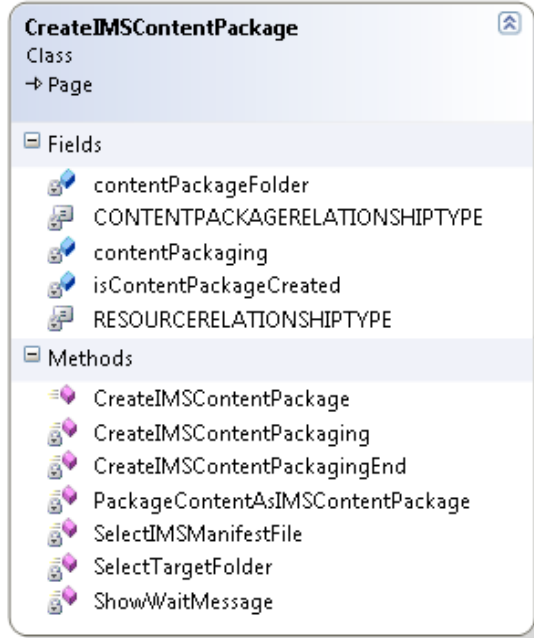 CreateIMSContentPackage
Class
Page
Fields
contentPackageFolder
CONTENTPACKAGERELATIONSHIPTYPE
contentPackaging
isContentPackageCreated
RESOURCERELATIONSHIPTYPE
Methods
CreateIMSContentPackage
CreateIMSContentPackaging
CreateIMSContentPackagingEnd
PackageContentAsIMSContentPackage
SelectIMSManifestFile
SelectTargetFolder
ShowWaitMessage